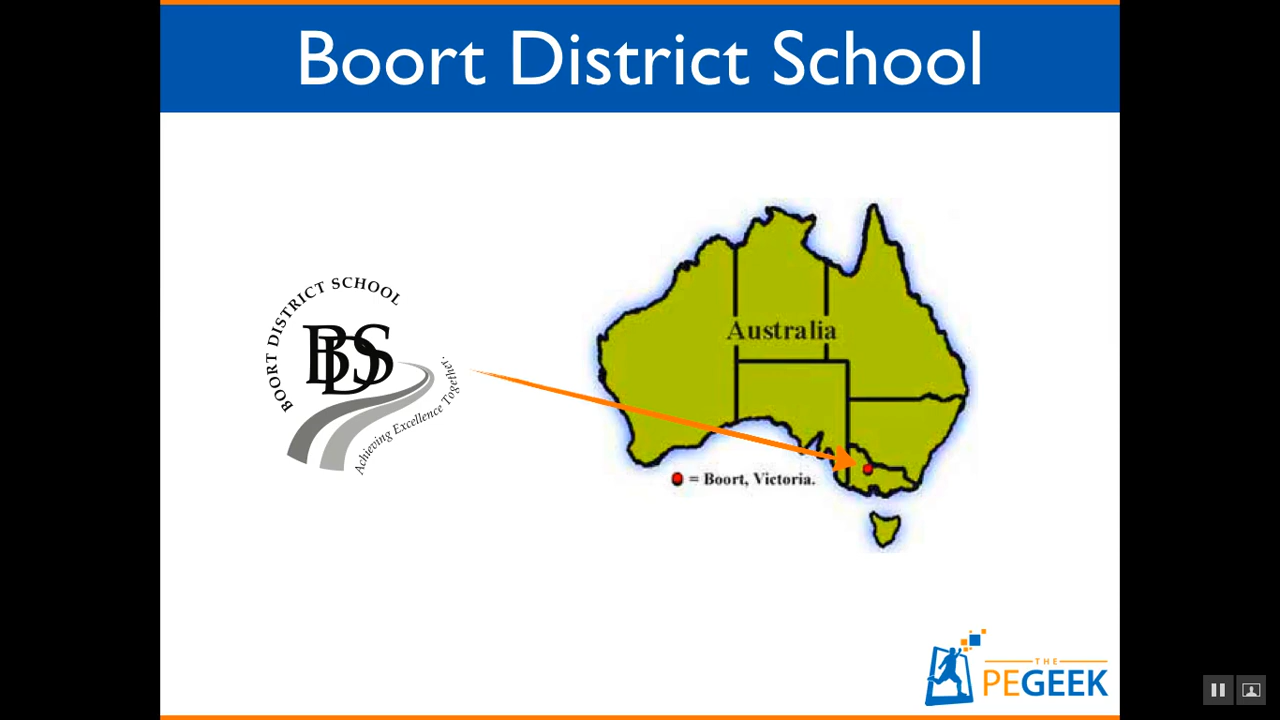 Boort District School
BOORT DISTRICT SCHOOL
BDS
Achieving Excellence Together.
Australia
= Boort, Victoria.
THE
PEGEEK